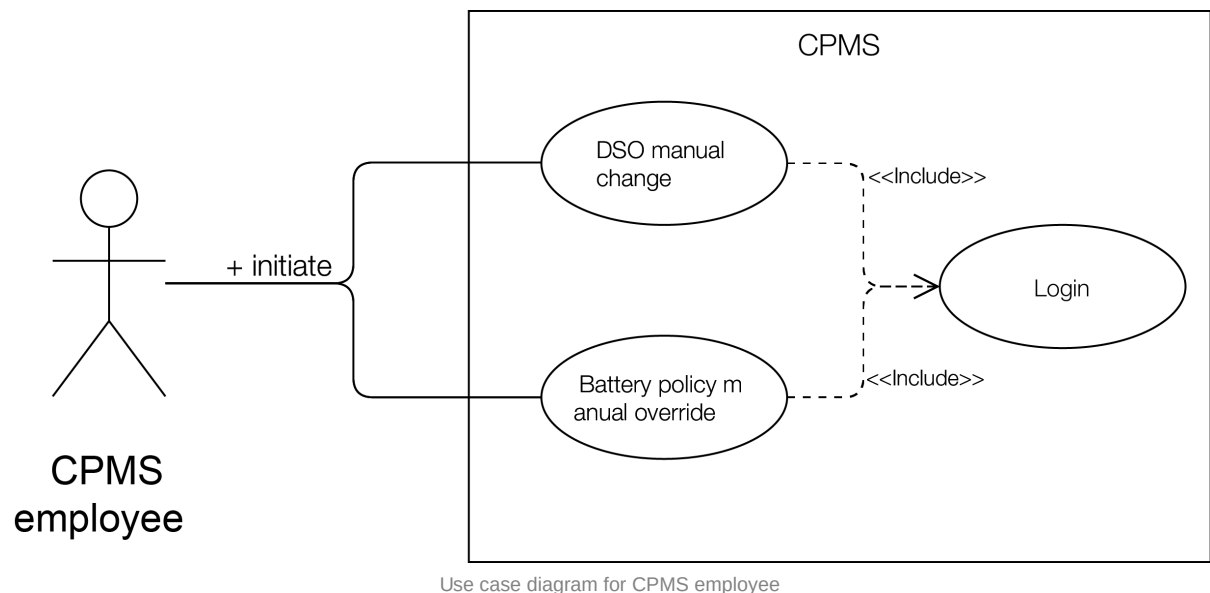 CPMS
DSO manual
change
<<Include>>
+ initiate
Login
Battery policy m
anual override
<<Include>>
CPMS
employee
Use case diagram for CPMS employee